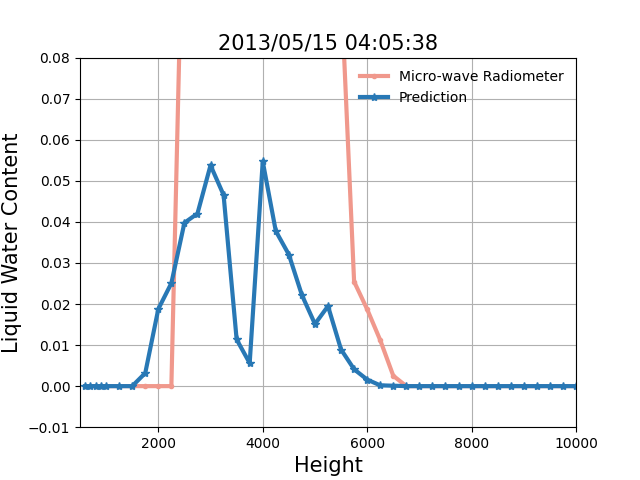 2013/05/15 04:05:38
Micro-wave Radiometer
Prediction
Liquid Water Content
0.08
0.07
0.06
0.05
0.04
0.03
0.02
0.01
0.00
−0.01
2000 4000 6000 8000 10000
Height